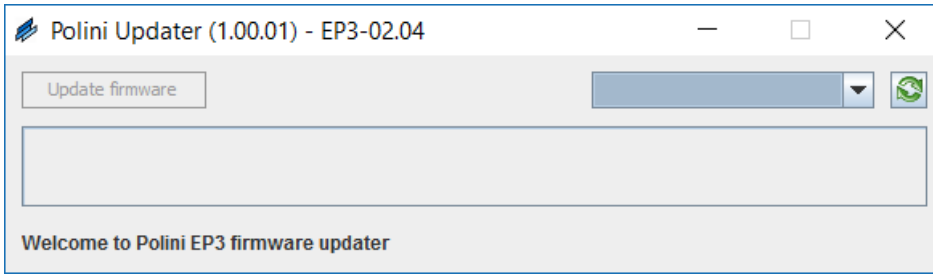 Polini Updater (1.00.01) - EP3-02.04
Update firmware
Welcome to Polini EP3 firmware updater